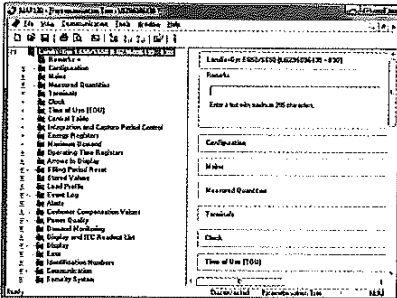 File View Communication Tools Window Help
Remarks
Configuration
Mains
Measured Quantities
Terminals
Clock
Time of Use [TOU]
Control Table
Integration and Capture Period Control
Energy Registers
Maximum Demand
Operating Time Registers
Arrows in Display
Billing Period Reset
Stored Values
Load Profile
Event Log
Alerts
Customer Compensation Values
Power Quality
Demand Monitoring
Display and IEC Readout List
Display
Identification Numbers
Communication
Security System
Remarks
Enter a text with maximum 255 characters.
Configuration
Mains
Measured Quantities
Terminals
Clock
Time of Use [TOU]
Ready
Disconnected
NUM